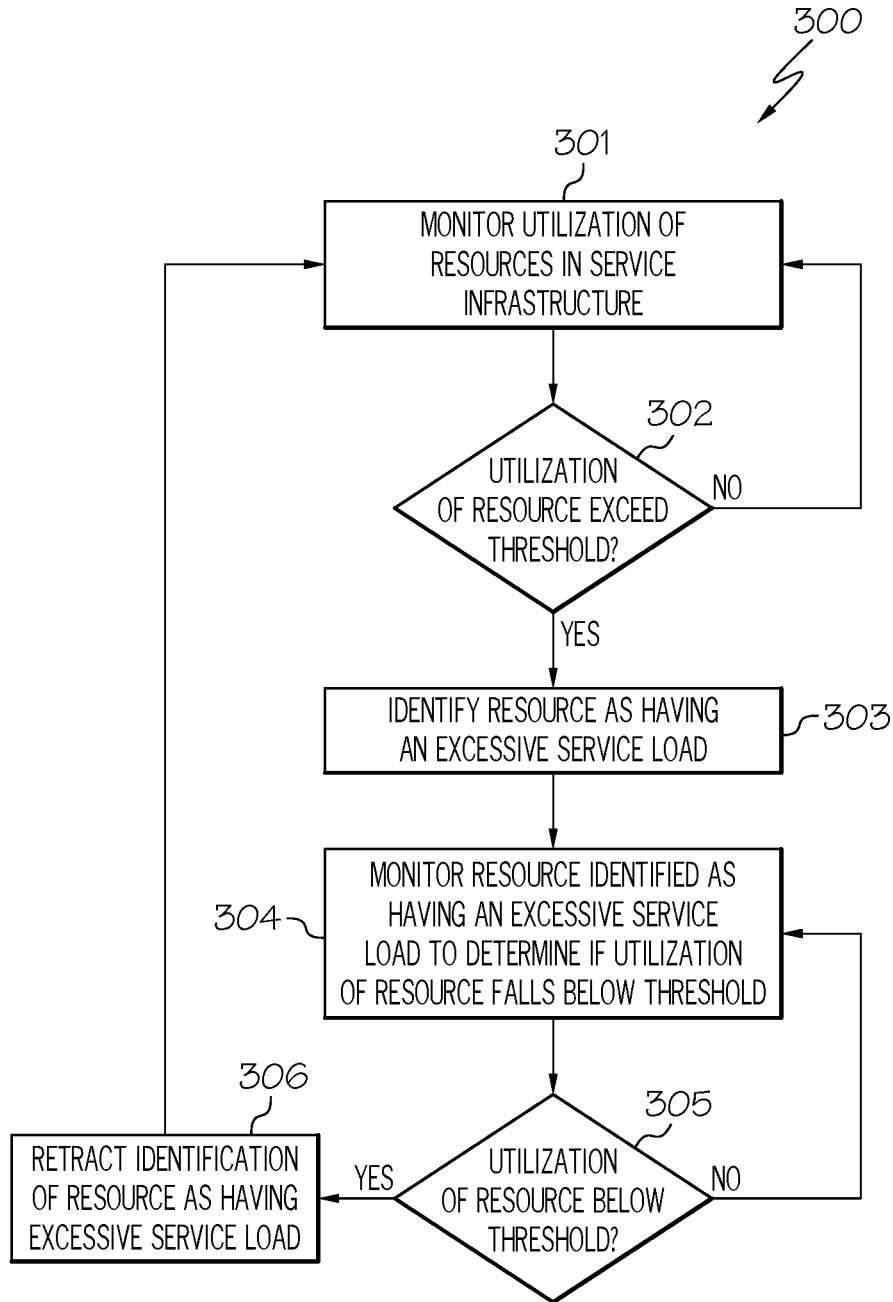 300
301
MONITOR UTILIZATION OF
RESOURCES IN SERVICE
INFRASTRUCTURE
302
UTILIZATION
OF RESOURCE EXCEED
THRESHOLD?
NO
YES
IDENTIFY RESOURCE AS HAVING
AN EXCESSIVE SERVICE LOAD
303
MONITOR RESOURCE IDENTIFIED AS
HAVING AN EXCESSIVE SERVICE
LOAD TO DETERMINE IF UTILIZATION
OF RESOURCE FALLS BELOW THRESHOLD
304
305
UTILIZATION
OF RESOURCE BELOW
THRESHOLD?
NO
YES
306
RETRACT IDENTIFICATION
OF RESOURCE AS HAVING
EXCESSIVE SERVICE LOAD